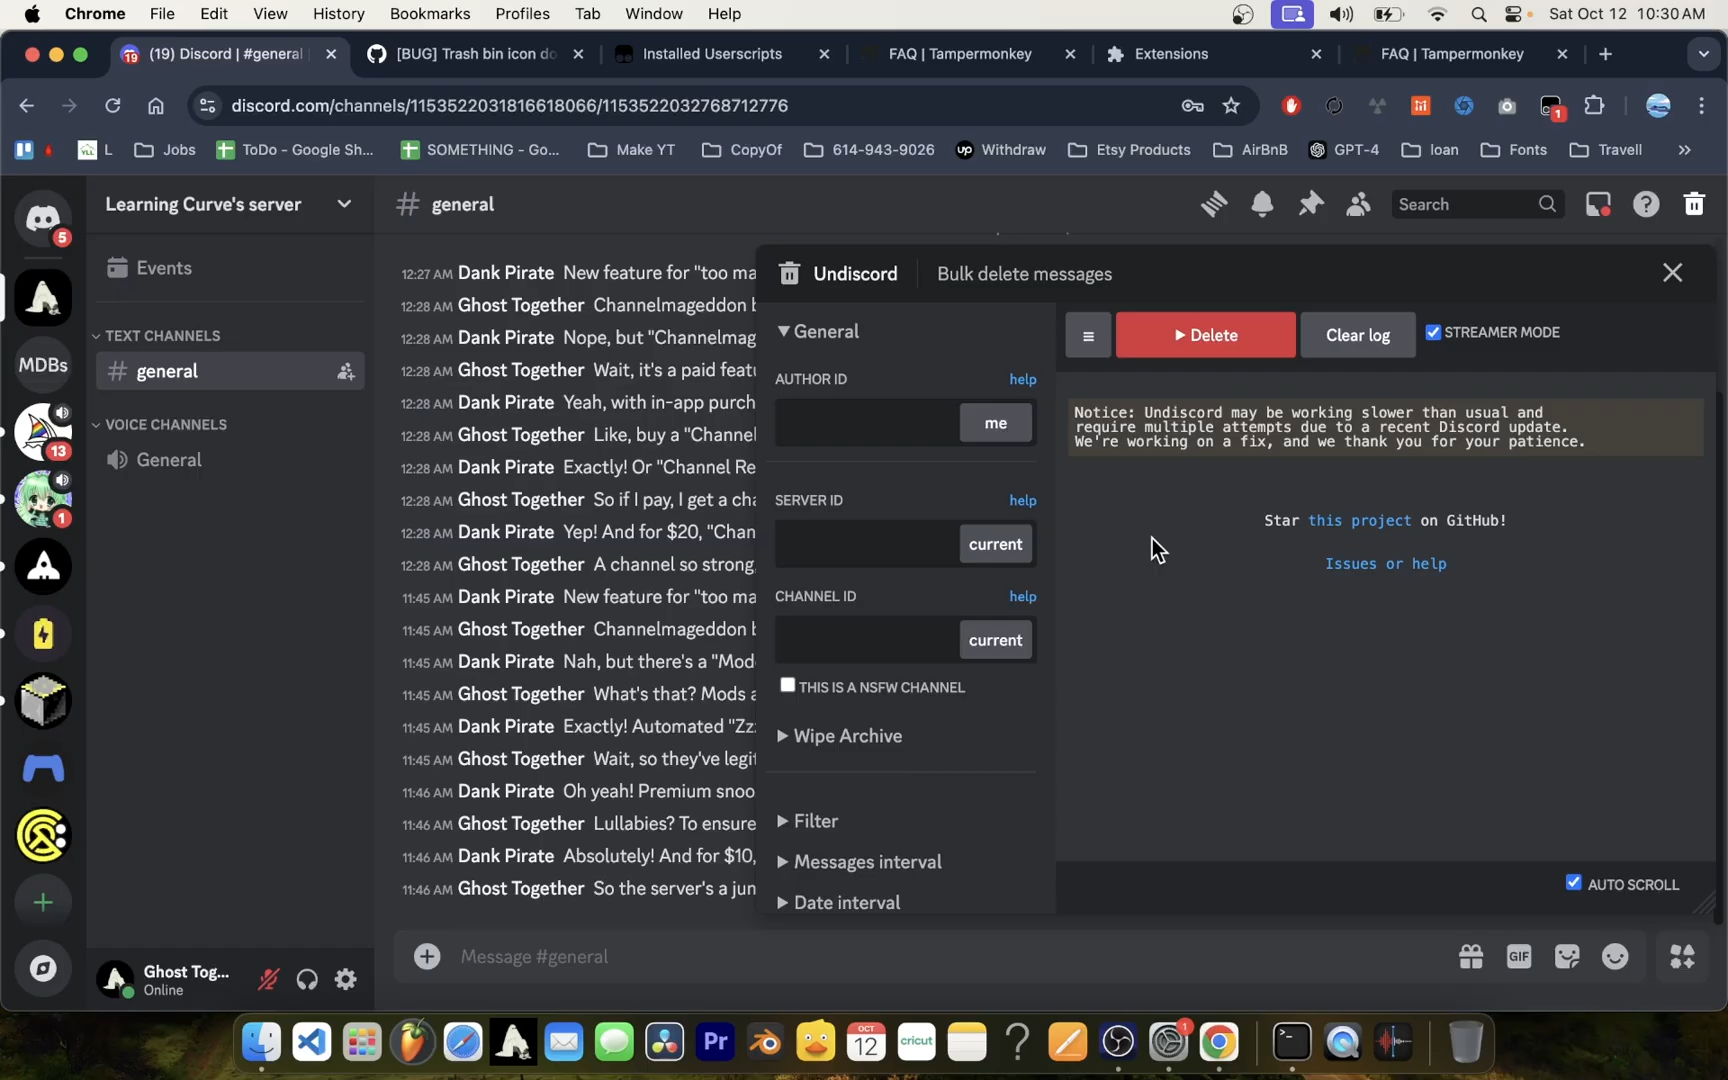 Chrome File Edit View History Bookmarks Profiles Tab Window Help Sat Oct 12 10:30 AM
19 (19) Discord | #general [BUG] Trash bin icon do Installed Userscripts FAQ | Tampermonkey Extensions FAQ | Tampermonkey
discord.com/channels/1153522031816618066/1153522032768712776 1
L Jobs ToDo - Google Sh... SOMETHING - Go... Make YT CopyOf 614-943-9026 up Withdraw Etsy Products AirBnB GPT-4 loan Fonts Travell »
5
MDBs
13
1
Learning Curve's server
Events
TEXT CHANNELS
# general
VOICE CHANNELS
General
Ghost Tog...
Online
# general
Search
12:27 AM Dank Pirate New feature for "too ma
12:28 AM Ghost Together Channelmageddon b
12:28 AM Dank Pirate Nope, but "Channelmag
12:28 AM Ghost Together Wait, it's a paid featu
12:28 AM Dank Pirate Yeah, with in-app purch
12:28 AM Ghost Together Like, buy a "Channel
12:28 AM Dank Pirate Exactly! Or "Channel Re
12:28 AM Ghost Together So if I pay, I get a cha
12:28 AM Dank Pirate Yep! And for $20, "Chan
12:28 AM Ghost Together A channel so strong,
11:45 AM Dank Pirate New feature for "too ma
11:45 AM Ghost Together Channelmageddon b
11:45 AM Dank Pirate Nah, but there's a "Mod
11:45 AM Ghost Together What's that? Mods a
11:45 AM Dank Pirate Exactly! Automated "Zz
11:45 AM Ghost Together Wait, so they've legit
11:46 AM Dank Pirate Oh yeah! Premium snoo
11:46 AM Ghost Together Lullabies? To ensure
11:46 AM Dank Pirate Absolutely! And for $10,
11:46 AM Ghost Together So the server's a jun
Message #general
GIF
Undiscord Bulk delete messages
General
AUTHOR ID help
me
SERVER ID help
current
CHANNEL ID help
current
THIS IS A NSFW CHANNEL
Wipe Archive
Filter
Messages interval
Date interval
Delete Clear log STREAMER MODE
Notice: Undiscord may be working slower than usual and
require multiple attempts due to a recent Discord update.
We're working on a fix, and we thank you for your patience.
Star this project on GitHub!
Issues or help
AUTO SCROLL
Pr OCT 12 cricut 1